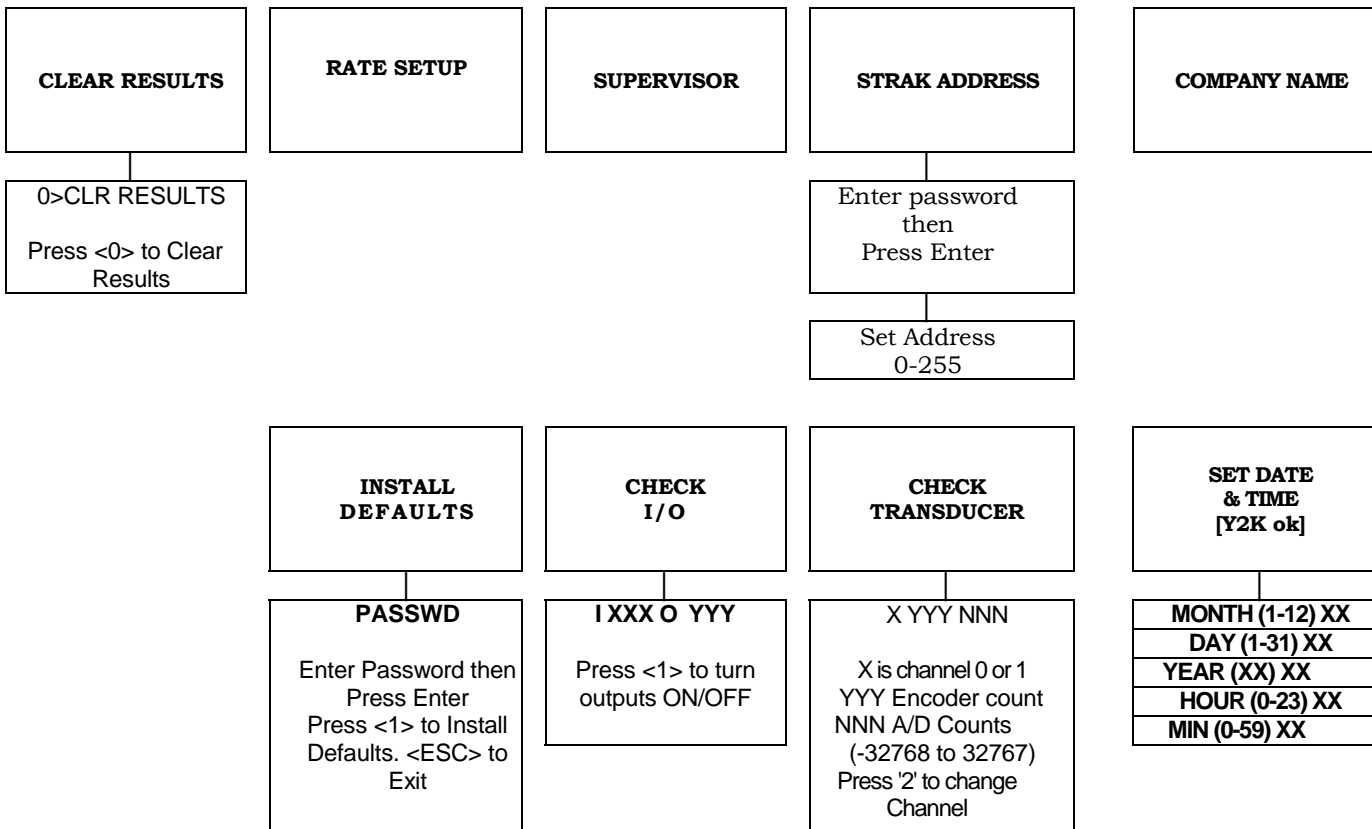 CLEAR RESULTS
RATE SETUP
SUPERVISOR
STRAK ADDRESS
COMPANY NAME
0>CLR RESULTS
Press <0> to Clear
Results
Enter password
then
Press Enter
Set Address
0-255
INSTALL
DEFAULTS
CHECK
I/O
CHECK
TRANSDUCER
SET DATE
& TIME
[Y2K ok]
PASSWD
Enter Password then
Press Enter
Press <1> to Install
Defaults. <ESC> to
Exit
I XXX O YYY
Press <1> to turn
outputs ON/OFF
X YYY NNN
X is channel 0 or 1
YYY Encoder count
NNN A/D Counts
(-32768 to 32767)
Press '2' to change
Channel
MONTH (1-12) XX
DAY (1-31) XX
YEAR (XX) XX
HOUR (0-23) XX
MIN (0-59) XX